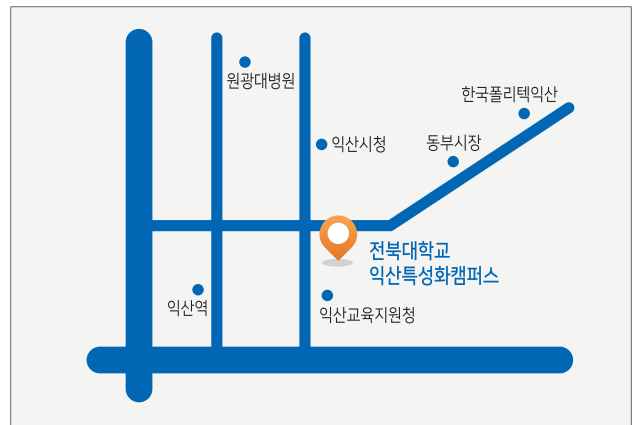 원광대병원
한국폴리텍익산
익산시청
동부시장
전북대학교
익산특성화캠퍼스
익산역
익산교육지원청